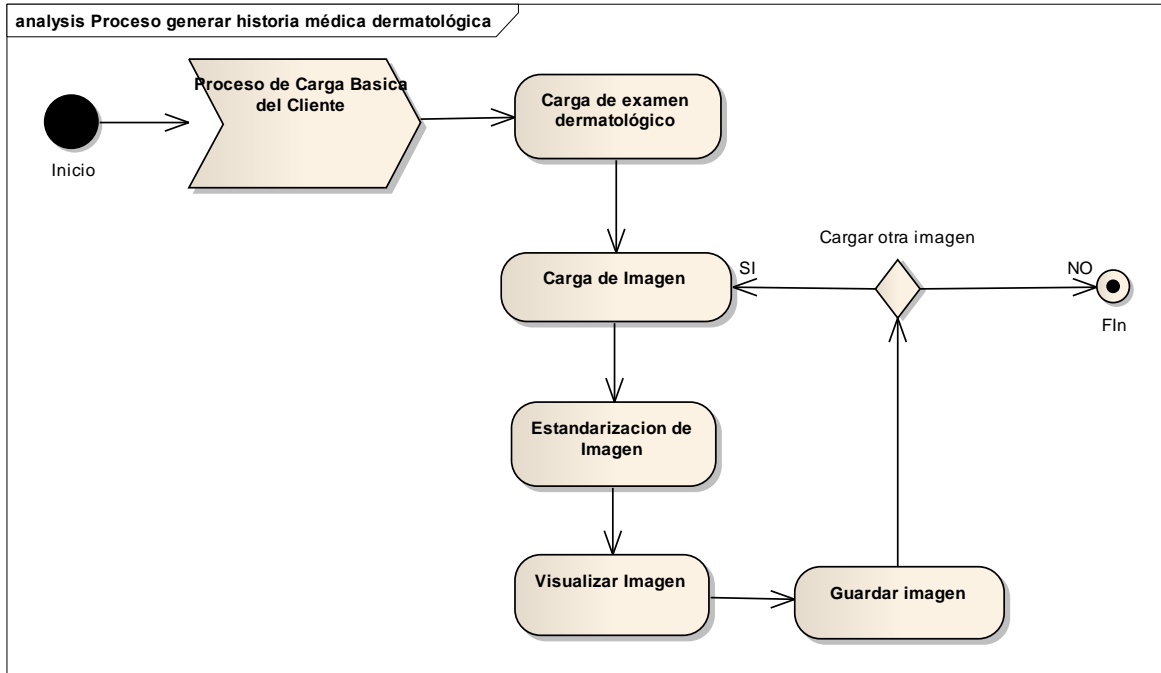 analysis Proceso generar historia médica dermatológica
Proceso de Carga Basica
del Cliente
Carga de examen
dermatológico
Inicio
Cargar otra imagen
Carga de Imagen
SI
NO
FIn
Estandarizacion de
Imagen
Visualizar Imagen
Guardar imagen